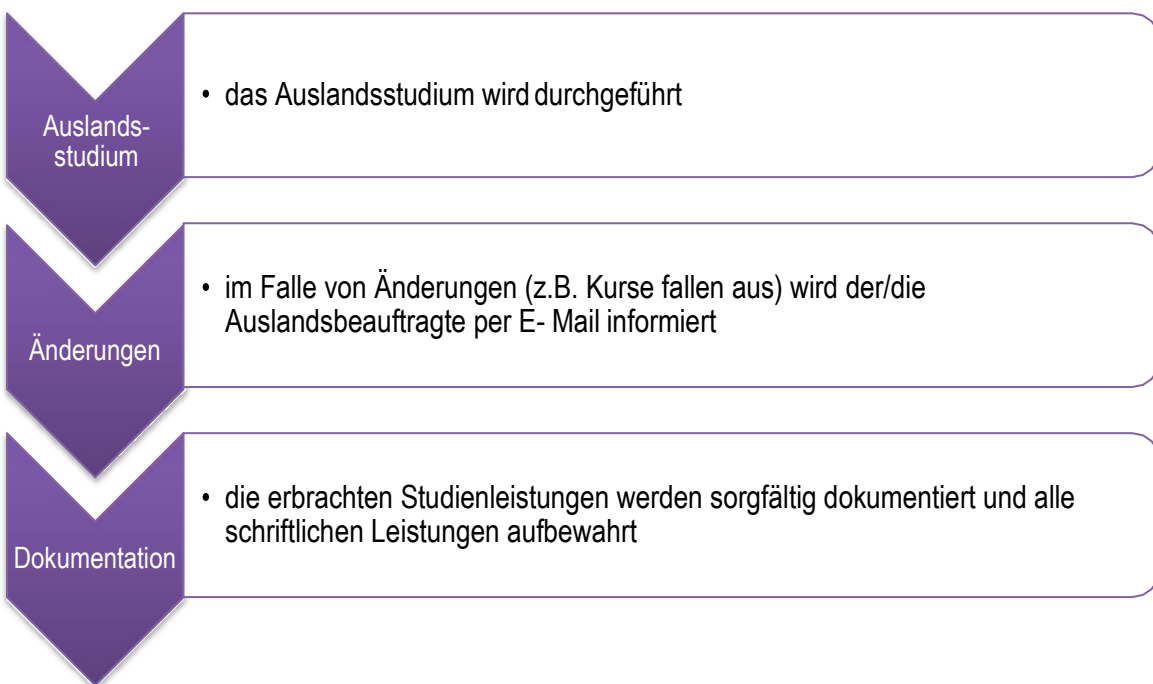 Auslands-
studium
• das Auslandsstudium wird durchgeführt
Änderungen
• im Falle von Änderungen (z.B. Kurse fallen aus) wird der/die
Auslandsbeauftragte per E- Mail informiert
Dokumentation
• die erbrachten Studienleistungen werden sorgfältig dokumentiert und alle
schriftlichen Leistungen aufbewahrt